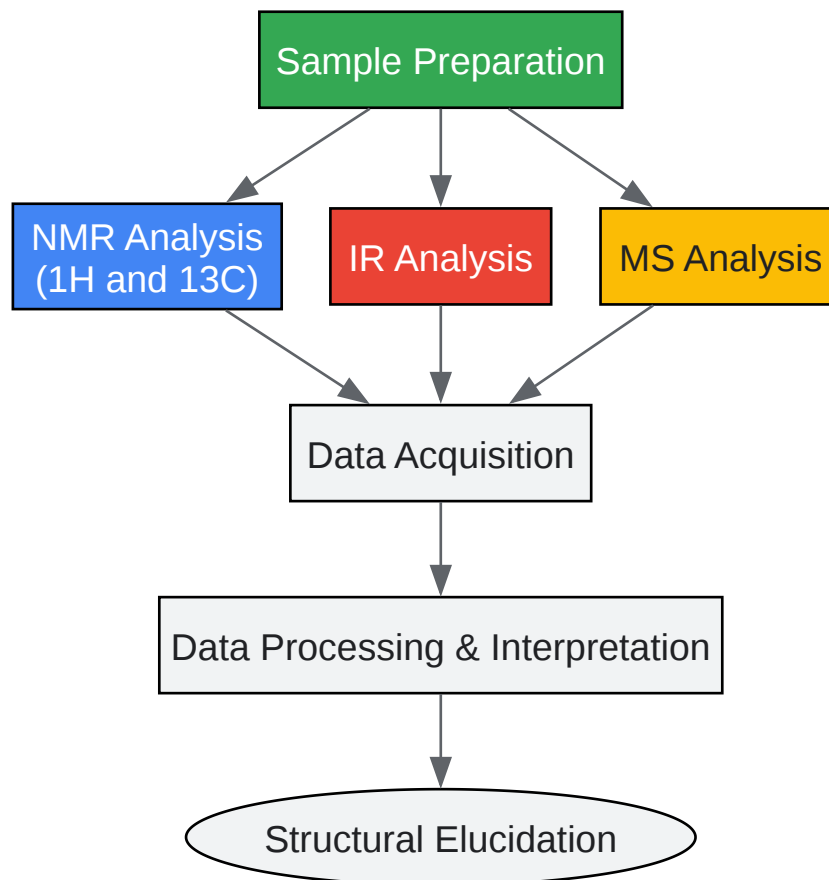 Sample Preparation
NMR Analysis
(1H and 13C)
IR Analysis
MS Analysis
Data Acquisition
Data Processing & Interpretation
Structural Elucidation